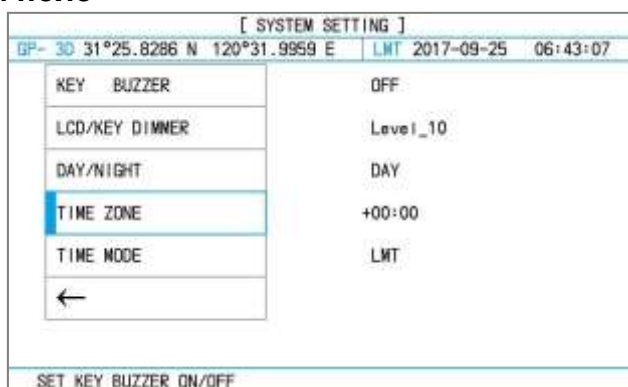 [ SYSTEM SETTING ]
GP- 3D 31°25.8286 N 120°31.9959 E LMT 2017-09-25 06:43:07
KEY BUZZER OFF
LCD/KEY DIMMER Level_10
DAY/NIGHT DAY
TIME ZONE +00:00
TIME MODE LMT
←
SET KEY BUZZER ON/OFF